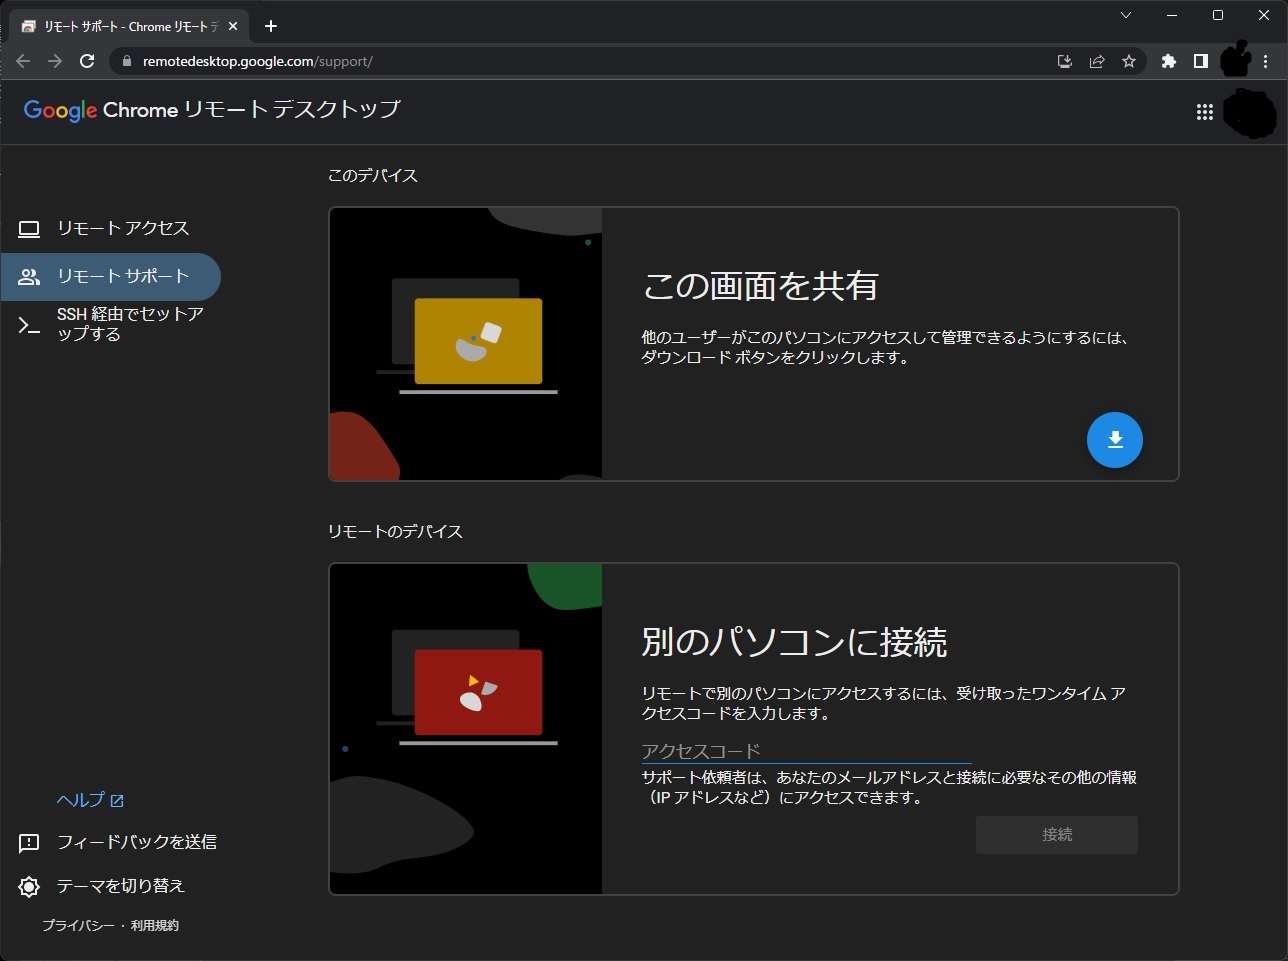 リモート サポート - Chrome リモート デ
remotedesktop.google.com/support/
Google Chrome リモート デスクトップ
このデバイス
リモート アクセス
リモート サポート
SSH 経由でセットア
ップする
この画面を共有
他のユーザーがこのパソコンにアクセスして管理できるようにするには、
ダウンロード ボタンをクリックします。
リモートのデバイス
別のパソコンに接続
リモートで別のパソコンにアクセスするには、受け取ったワンタイム ア
クセスコードを入力します。
アクセスコード
サポート依頼者は、あなたのメールアドレスと接続に必要なその他の情報
（IP アドレスなど）にアクセスできます。
接続
ヘルプ
フィードバックを送信
テーマを切り替え
プライバシー・利用規約